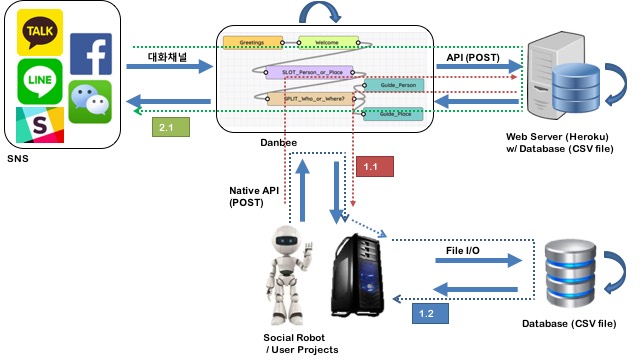 TALK
LINE
SNS
대화채널
Greetings
Welcome
SLOT_Person_or_Place
Guide_Person
SPLIT_Who_or_Where?
Guide_Place
Danbee
API (POST)
Web Server (Heroku)
w/ Database (CSV file)
2.1
1.1
Native API
(POST)
File I/O
1.2
Social Robot
/ User Projects
Database (CSV file)